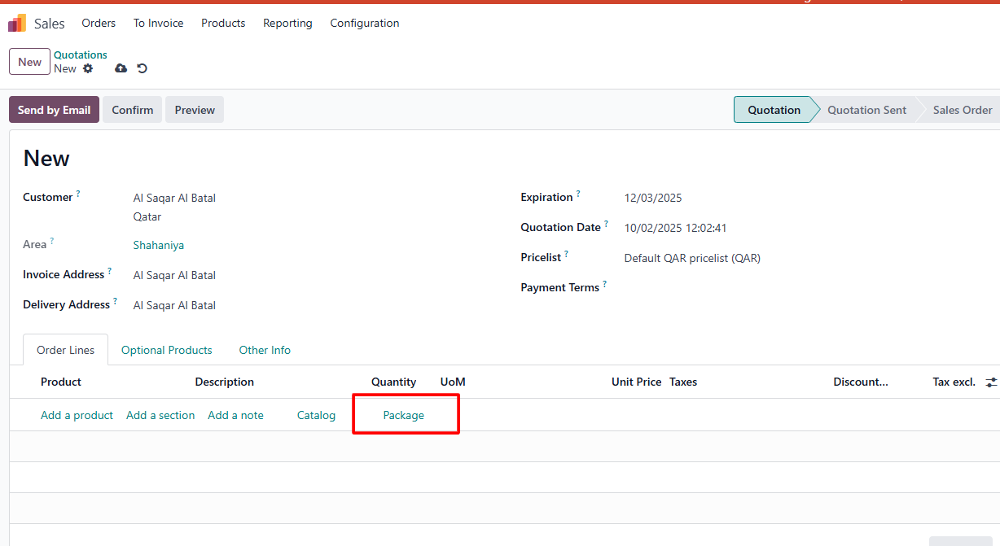 Sales Orders To Invoice Products Reporting Configuration
New Quotations
New
Send by Email Confirm Preview Quotation Quotation Sent Sales Order
New
Customer ? Al Saqar Al Batal Expiration ? 12/03/2025
Qatar
Quotation Date ? 10/02/2025 12:02:41
Area ? Shahaniya
Pricelist ? Default QAR pricelist (QAR)
Invoice Address ? Al Saqar Al Batal
Payment Terms ?
Delivery Address ? Al Saqar Al Batal
Order Lines Optional Products Other Info
Product Description Quantity UoM Unit Price Taxes Discount... Tax excl.
Add a product Add a section Add a note Catalog Package